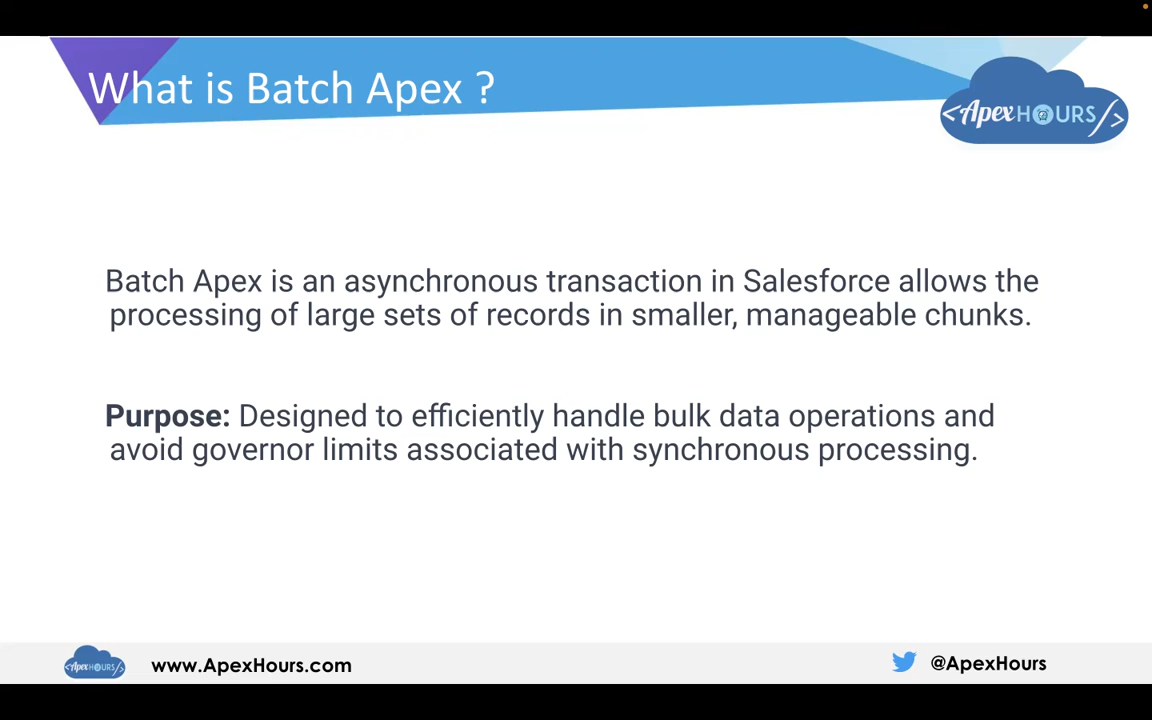 What is Batch Apex ?
<Apex HOURS/>
Batch Apex is an asynchronous transaction in Salesforce allows the
processing of large sets of records in smaller, manageable chunks.
Purpose: Designed to efficiently handle bulk data operations and
avoid governor limits associated with synchronous processing.
<Apex HOURS/>
www.ApexHours.com
@ApexHours